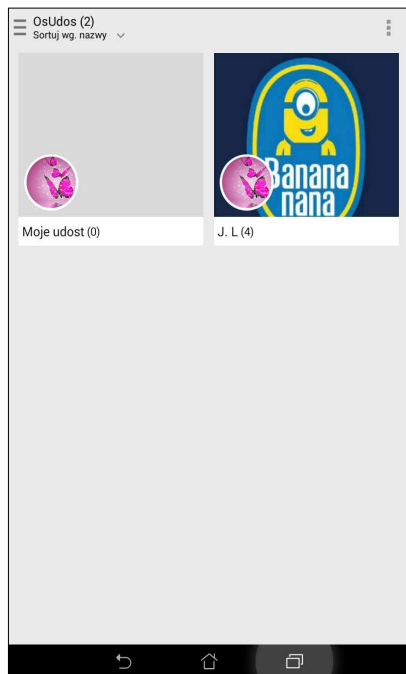 OsUdos (2)
Sortuj wg. nazwy
Banana
nana
Moje udost (0)
J. L (4)